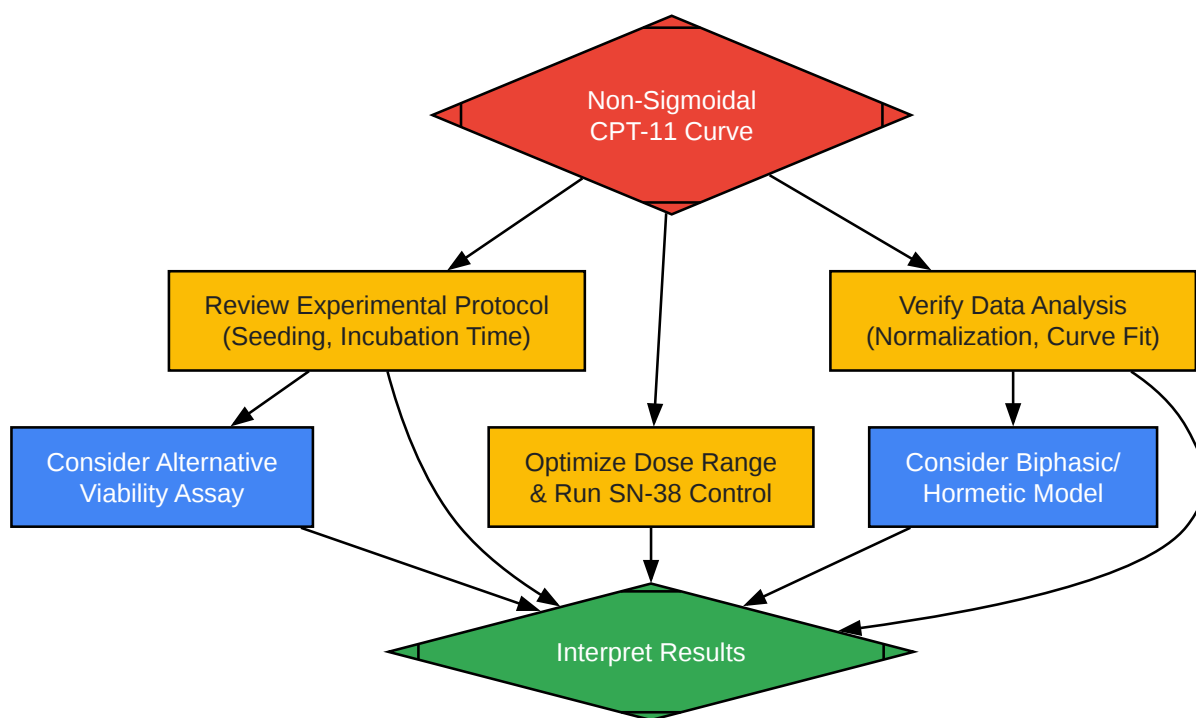 Non-Sigmoidal
CPT-11 Curve
Review Experimental Protocol
(Seeding, Incubation Time)
Verify Data Analysis
(Normalization, Curve Fit)
Consider Alternative
Viability Assay
Optimize Dose Range
& Run SN-38 Control
Consider Biphasic/
Hormetic Model
Interpret Results